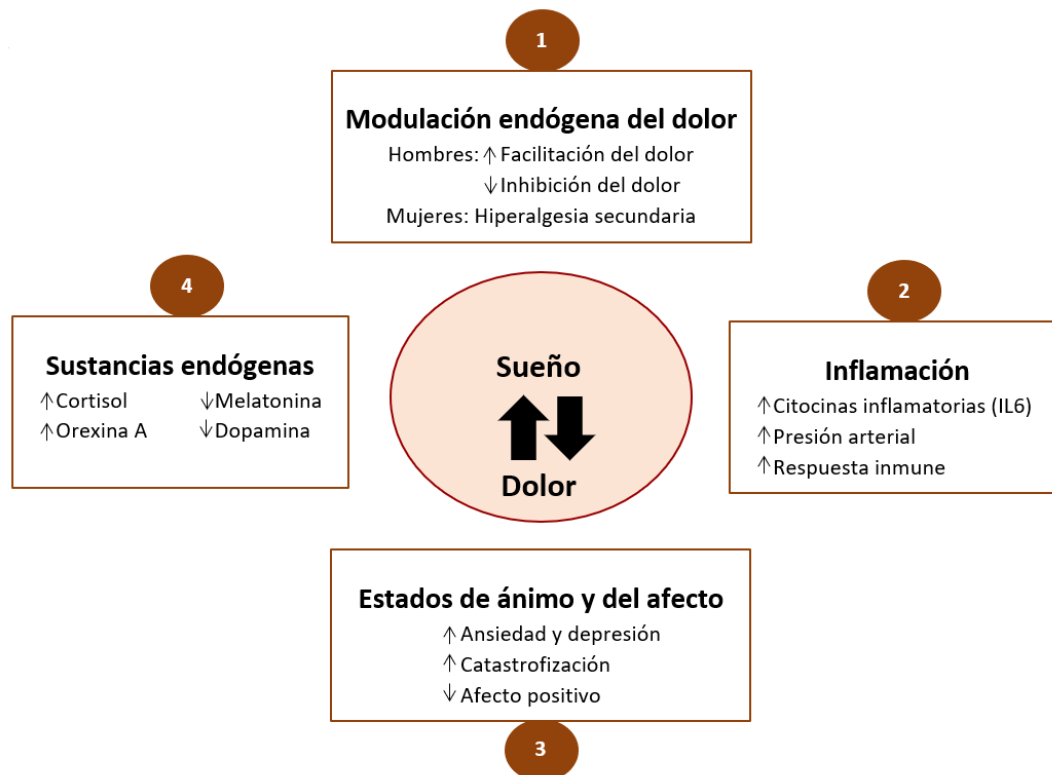 1
Modulación endógena del dolor
Hombres: ↑ Facilitación del dolor
↓ Inhibición del dolor
Mujeres: Hiperalgesia secundaria
4
Sustancias endógenas
↑ Cortisol ↓ Melatonina
↑ Orexina A ↓ Dopamina
Sueño
Dolor
2
Inflamación
↑ Citocinas inflamatorias (IL6)
↑ Presión arterial
↑ Respuesta inmune
Estados de ánimo y del afecto
↑ Ansiedad y depresión
↑ Catastrofización
↓ Afecto positivo
3